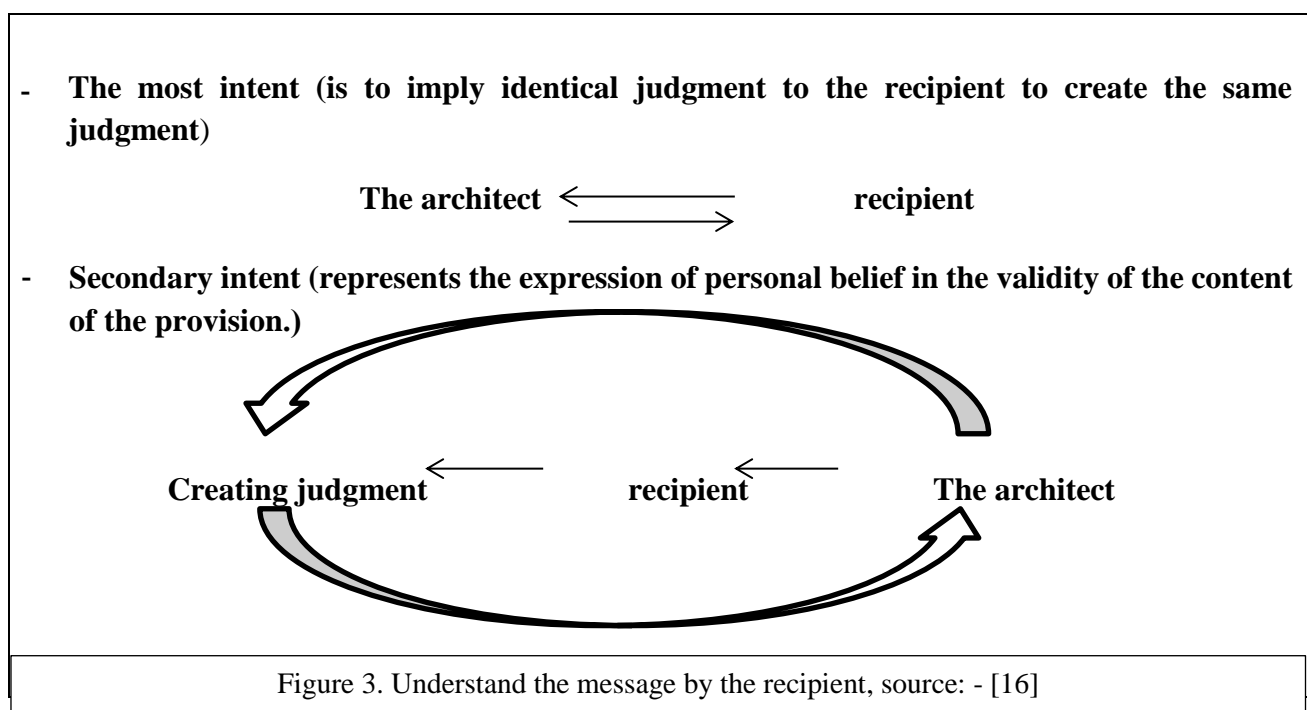 - The most intent (is to imply identical judgment to the recipient to create the same
judgment)
The architect recipient
- Secondary intent (represents the expression of personal belief in the validity of the content
of the provision.)
Creating judgment recipient The architect
Figure 3. Understand the message by the recipient, source: - [16]